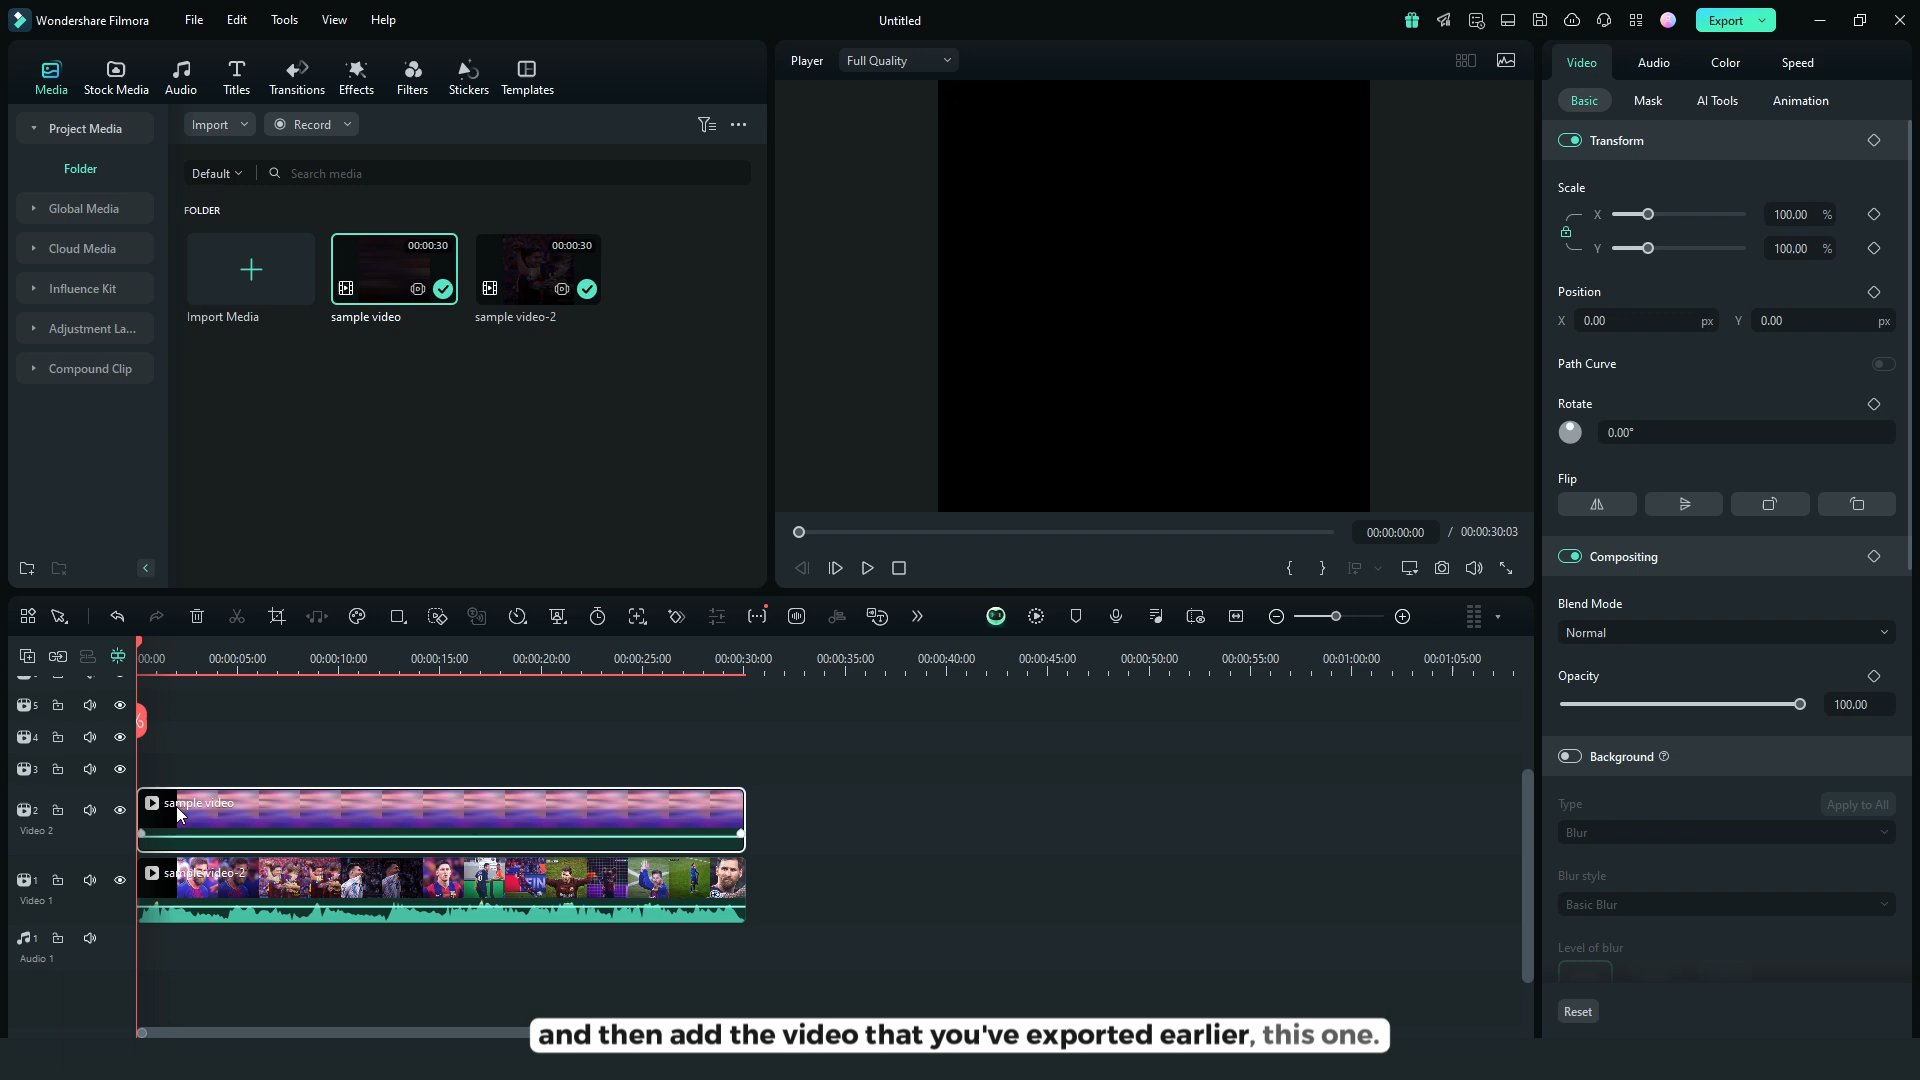 Wondershare Filmora
File
Edit
Tools
View
Help
Untitled
Export
Media
Stock Media
Audio
Titles
Transitions
Effects
Filters
Stickers
Templates
Player
Full Quality
Video
Audio
Color
Speed
Basic
Mask
AI Tools
Animation
Project Media
Folder
Global Media
Cloud Media
Influence Kit
Adjustment La...
Compound Clip
Import
Record
Default
Search media
FOLDER
00:00:30
00:00:30
Import Media
sample video
sample video-2
00:00:00:00
/
00:00:30:03
Transform
Scale
X
100.00
%
Y
100.00
%
Position
X
0.00
px
Y
0.00
px
Path Curve
Rotate
0.00°
Flip
Compositing
Blend Mode
Normal
Opacity
100.00
Background
Type
Apply to All
Blur
Blur style
Basic Blur
Level of blur
Reset
00:00
00:00:05:00
00:00:10:00
00:00:15:00
00:00:20:00
00:00:25:00
00:00:30:00
00:00:35:00
00:00:40:00
00:00:45:00
00:00:50:00
00:00:55:00
00:01:00:00
00:01:05:00
5
4
3
2
Video 2
sample video
1
Video 1
sample video-2
1
Audio 1
and then add the video that you've exported earlier, this one.